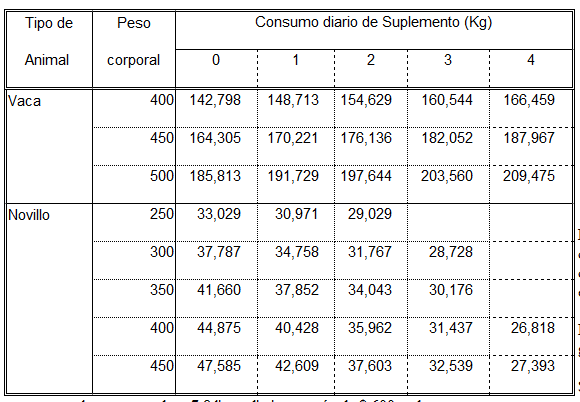 Tipo de Peso Consumo diario de Suplemento (Kg)
Animal corporal 0 1 2 3 4
Vaca 400 142,798 148,713 154,629 160,544 166,459
450 164,305 170,221 176,136 182,052 187,967
500 185,813 191,729 197,644 203,560 209,475
Novillo 250 33,029 30,971 29,029
300 37,787 34,758 31,767 28,728
350 41,660 37,852 34,043 30,176
400 44,875 40,428 35,962 31,437 26,818
450 47,585 42,609 37,603 32,539 27,393